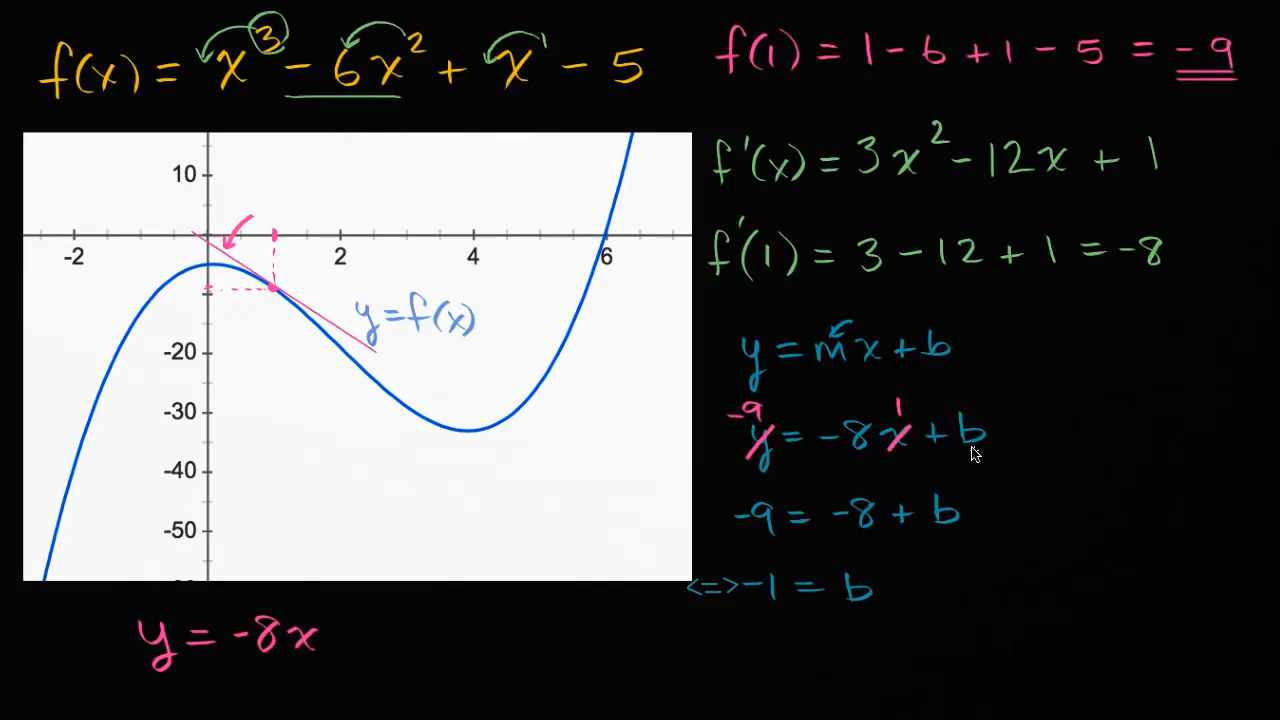 f(x) = x³ - 6x² + x¹ - 5
f(1) = 1 - 6 + 1 - 5 = -9
f'(x) = 3x² - 12x + 1
f'(1) = 3 - 12 + 1 = -8
10
-2 2 6
y = f(x)
-20
-30
-40
-50
y = mx + b
-9 1
y = -8x + b
-9 = -8 + b
<=> -1 = b
y = -8x